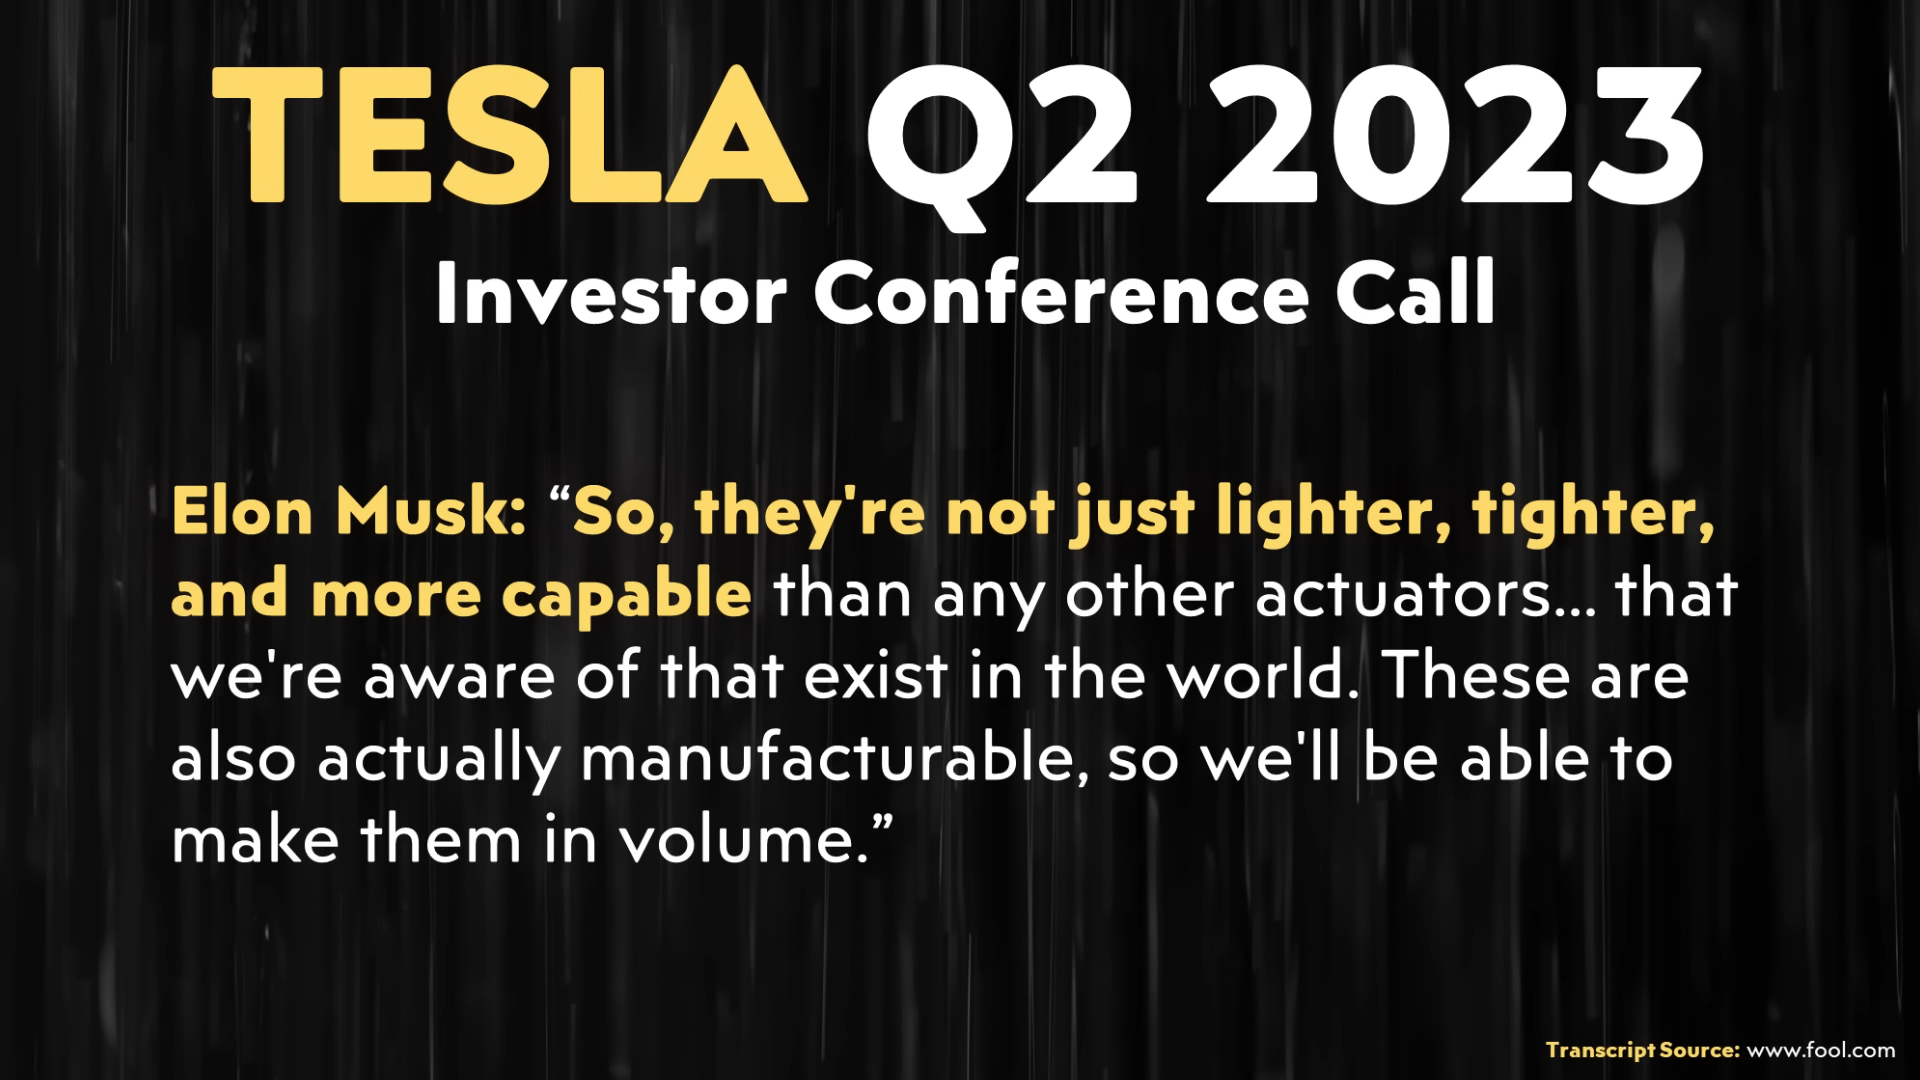 TESLA Q2 2023
Investor Conference Call
Elon Musk: “So, they're not just lighter, tighter,
and more capable than any other actuators... that
we're aware of that exist in the world. These are
also actually manufacturable, so we'll be able to
make them in volume.”
Transcript Source: www.fool.com